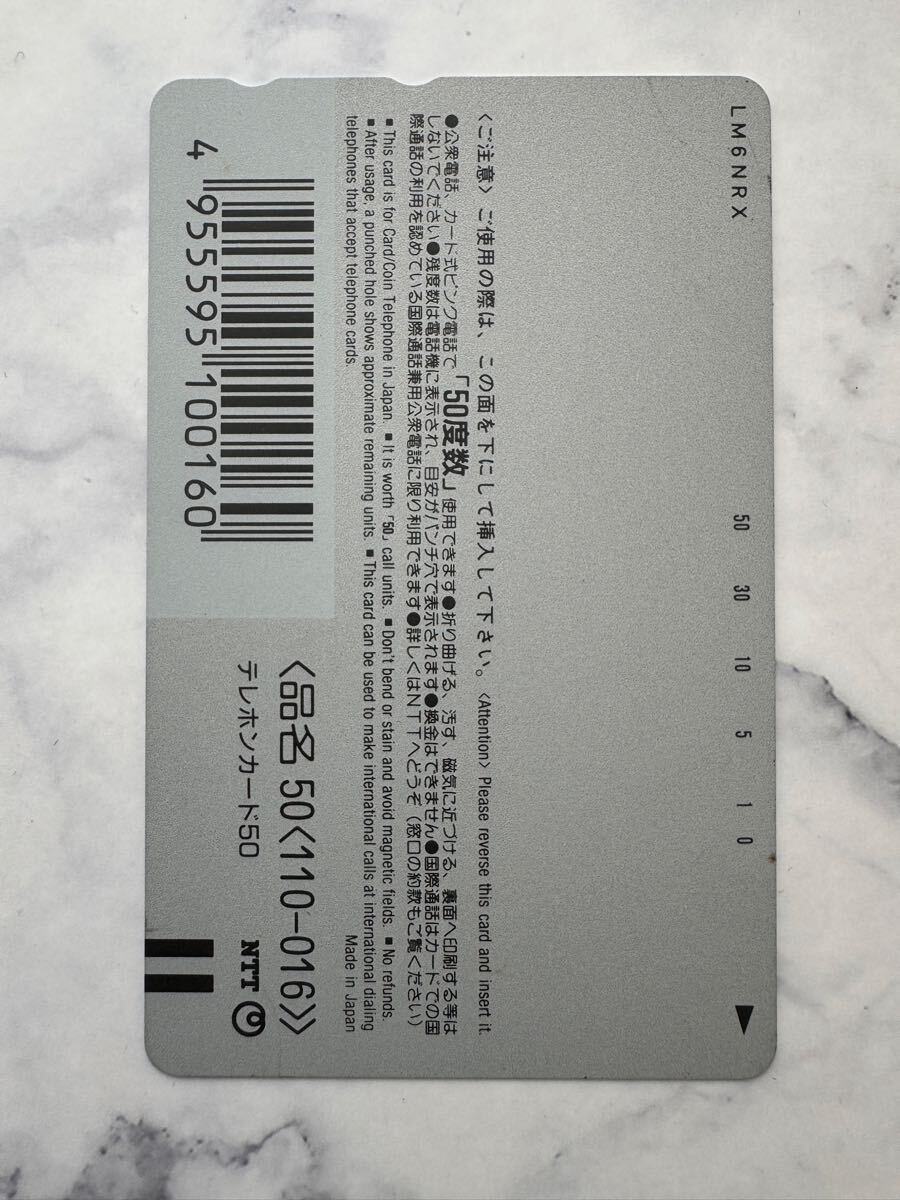 LM6NRX
50 30 10 5 1 0
〈ご注意〉ご使用の際は、この面を下にして挿入して下さい。〈Attention〉Please reverse this card and insert it.
●公衆電話、カード式ピンク電話で「50度数」使用できます●折り曲げる、汚す、磁気に近づける、裏面へ印刷する等は
しないでください●残度数は電話機に表示され、目安がパンチ穴で表示されます●換金はできません●国際通話はカードでの国
際通話の利用を認めている国際通話兼用公衆電話に限り利用できます●詳しくはNTTへどうぞ(窓口の約款もご覧ください)
■This card is for Card/Coin Telephone in Japan. ■It is worth「50」call units. ■Don't bend or stain and avoid magnetic fields. ■No refunds.
■After usage, a punched hole shows approximate remaining units. ■This card can be used to make international calls at international dialing
telephones that accept telephone cards. Made in Japan
4 955595 100160
〈品名 50〈110-016〉〉
テレホンカード50
NTT